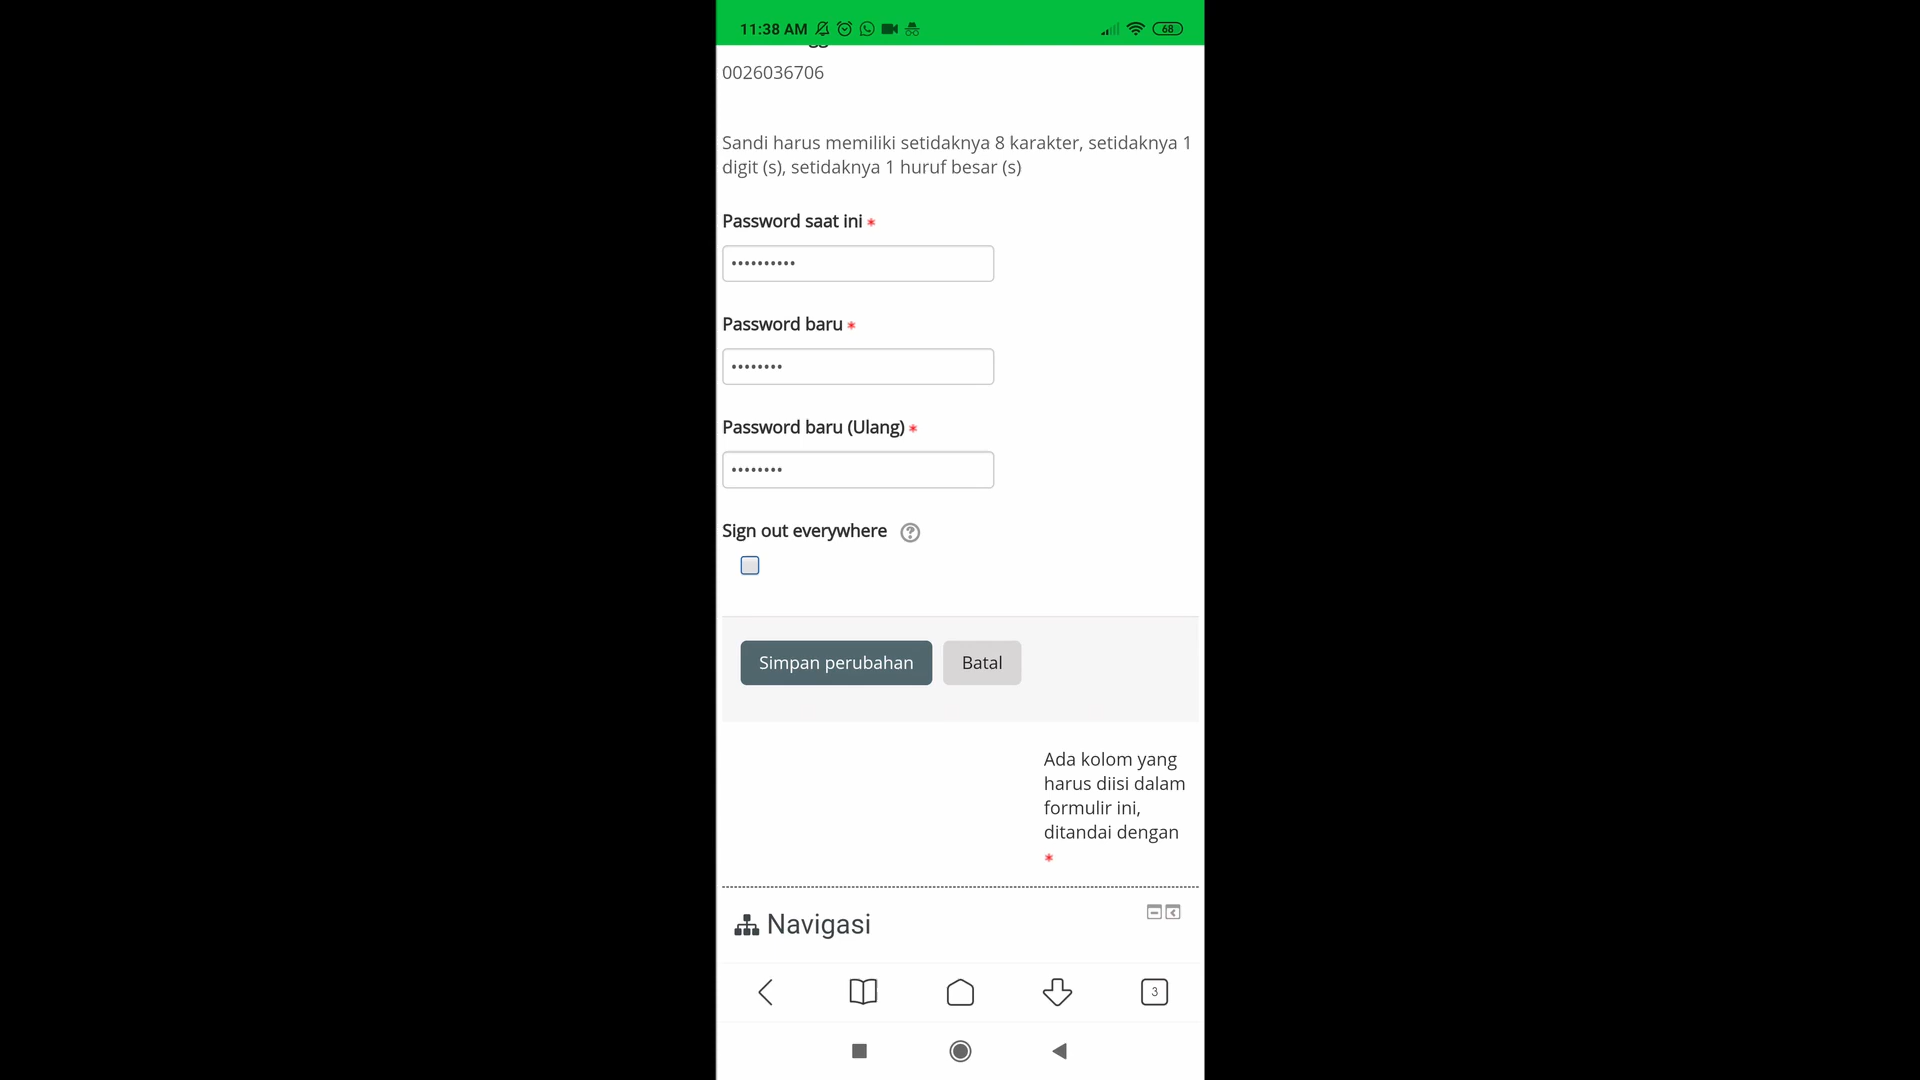 11:38 AM
68
0026036706
Sandi harus memiliki setidaknya 8 karakter, setidaknya 1
digit (s), setidaknya 1 huruf besar (s)
Password saat ini *
••••••••••
Password baru *
••••••••
Password baru (Ulang) *
••••••••
Sign out everywhere ?
Simpan perubahan
Batal
Ada kolom yang
harus diisi dalam
formulir ini,
ditandai dengan
*
Navigasi
3